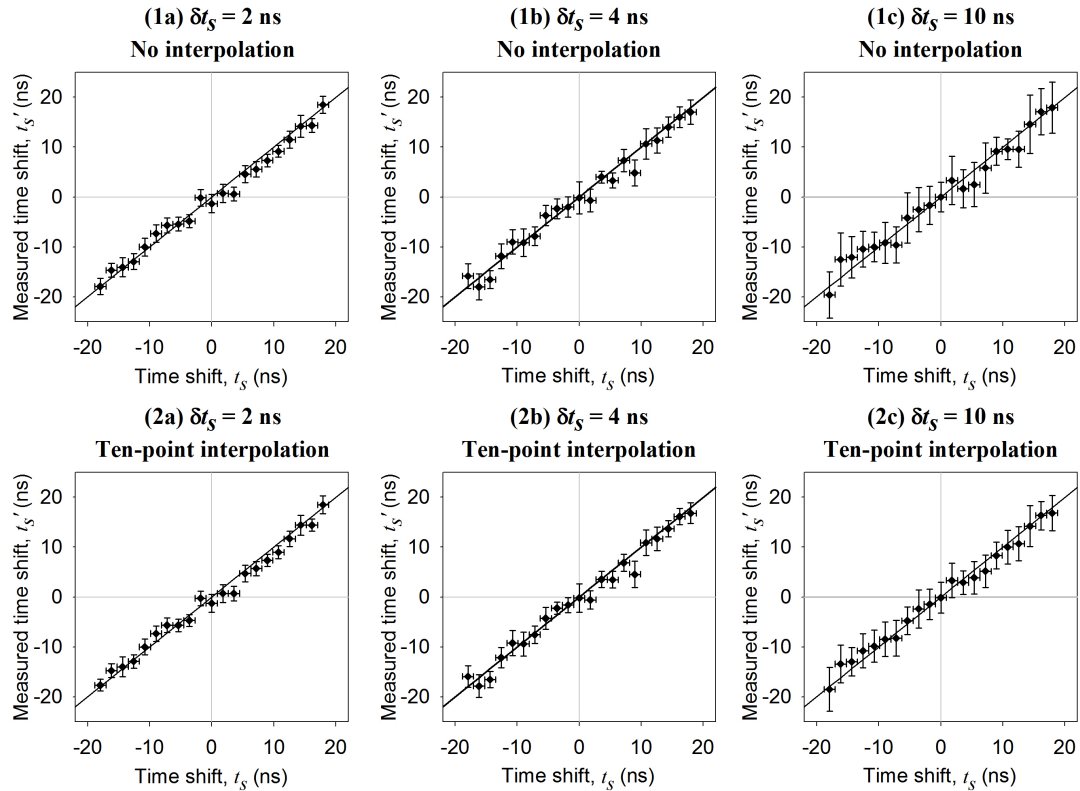 (1a) δtₛ = 2 ns
No interpolation
(1b) δtₛ = 4 ns
No interpolation
(1c) δtₛ = 10 ns
No interpolation
Measured time shift, tₛ′ (ns)
20
10
0
-10
-20
-20 -10 0 10 20
Time shift, tₛ (ns)
Measured time shift, tₛ′ (ns)
20
10
0
-10
-20
-20 -10 0 10 20
Time shift, tₛ (ns)
Measured time shift, tₛ′ (ns)
20
10
0
-10
-20
-20 -10 0 10 20
Time shift, tₛ (ns)
(2a) δtₛ = 2 ns
Ten-point interpolation
(2b) δtₛ = 4 ns
Ten-point interpolation
(2c) δtₛ = 10 ns
Ten-point interpolation
Measured time shift, tₛ′ (ns)
20
10
0
-10
-20
-20 -10 0 10 20
Time shift, tₛ (ns)
Measured time shift, tₛ′ (ns)
20
10
0
-10
-20
-20 -10 0 10 20
Time shift, tₛ (ns)
Measured time shift, tₛ′ (ns)
20
10
0
-10
-20
-20 -10 0 10 20
Time shift, tₛ (ns)